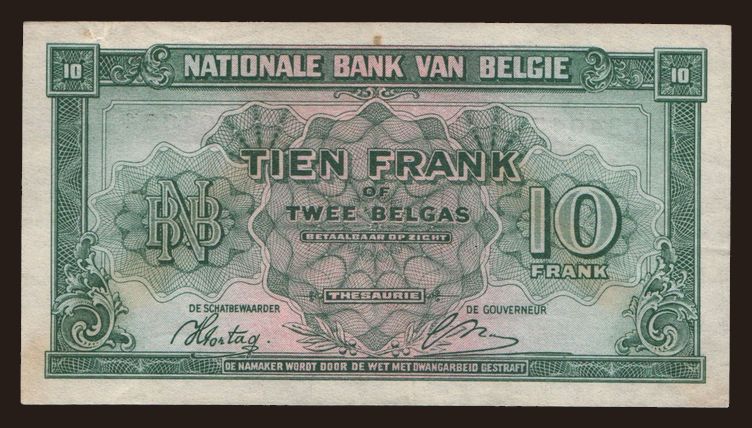 10 NATIONALE BANK VAN BELGIE 10
TIEN FRANK
OF
TWEE BELGAS
BETAALBAAR OP ZICHT
BNB
10
FRANK
THESAURIE
DE SCHATBEWAARDER
DE GOUVERNEUR
DE NAMAKER WORDT DOOR DE WET MET DWANGARBEID GESTRAFT